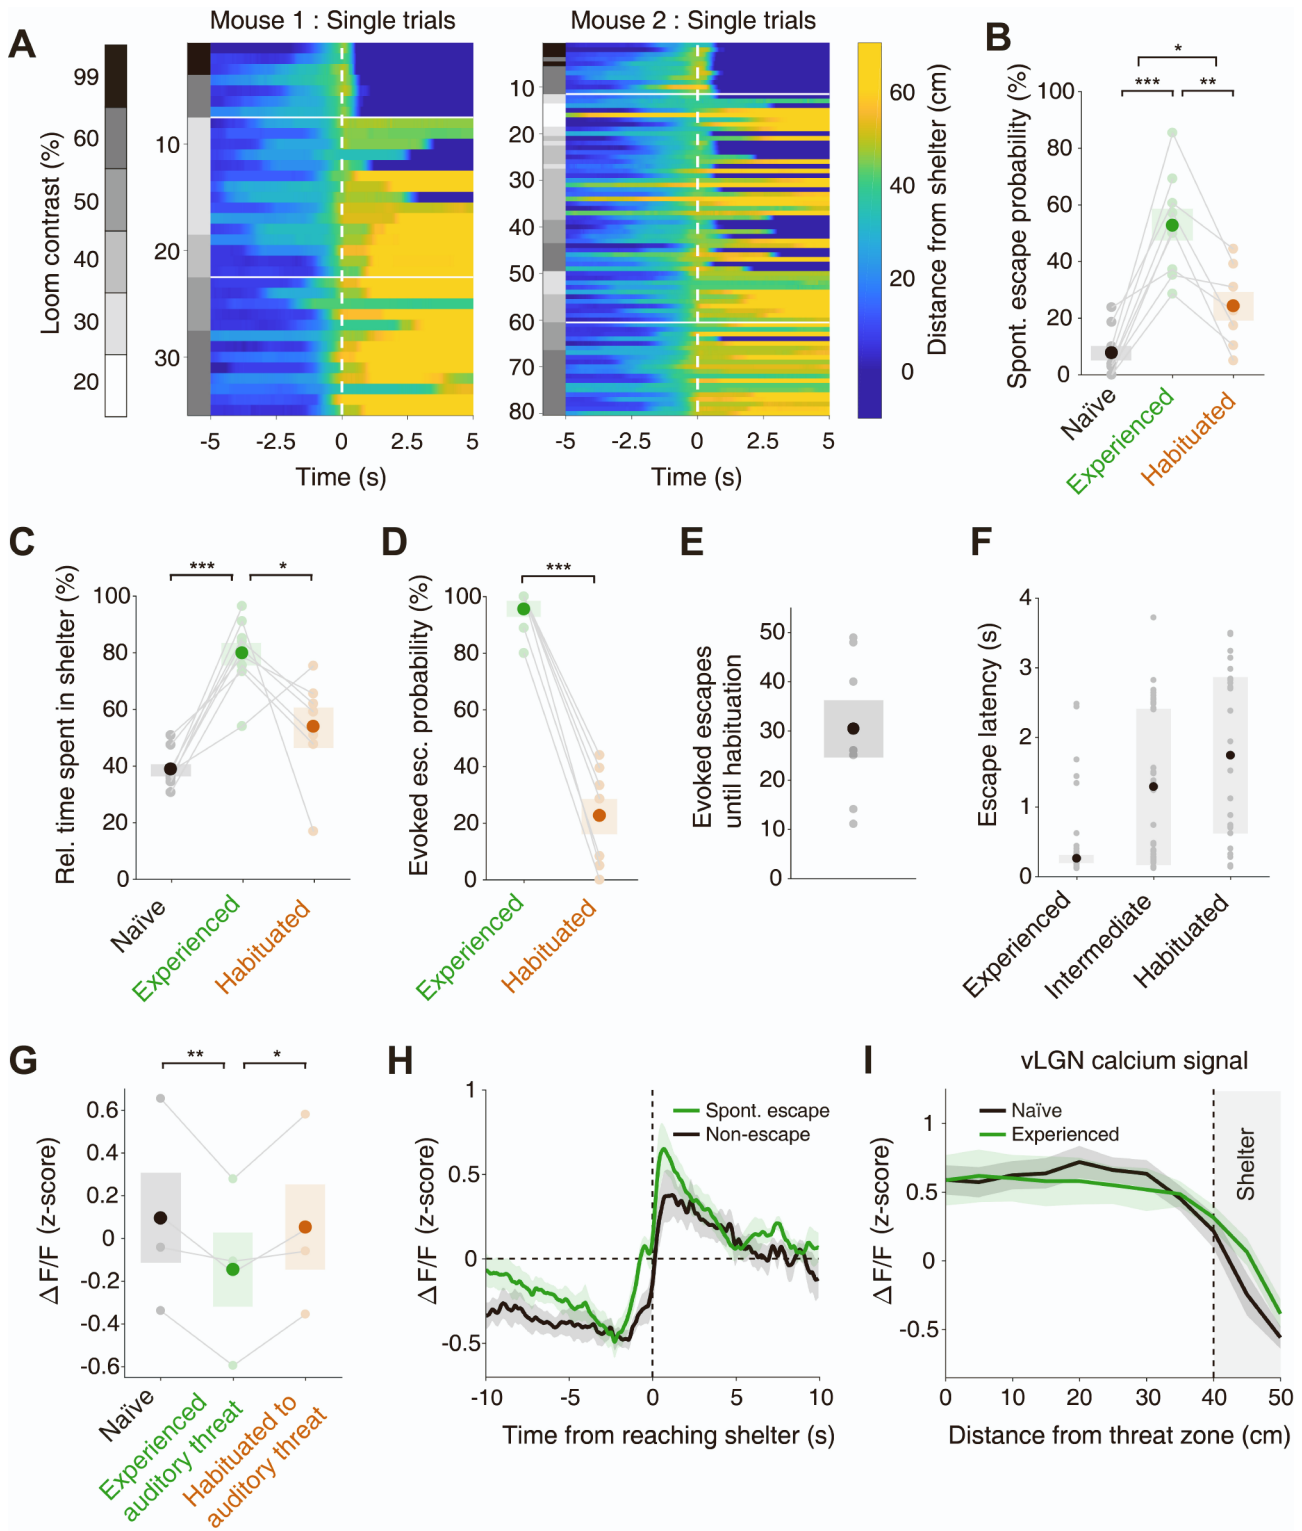 A
Mouse 1 : Single trials
Mouse 2 : Single trials
Loom contrast (%)
99
60
50
40
30
20
10
20
30
-5
-2.5
0
2.5
5
Time (s)
10
20
30
40
50
60
70
80
-5
-2.5
0
2.5
5
Time (s)
60
40
20
0
Distance from shelter (cm)
B
Spont. escape probability (%)
100
80
60
40
20
0
*
*** **
Naïve
Experienced
Habituated
C
Rel. time spent in shelter (%)
100
80
60
40
20
0
*** *
Naïve
Experienced
Habituated
D
Evoked esc. probability (%)
100
80
60
40
20
0
***
Experienced
Habituated
E
Evoked escapes
until habituation
50
40
30
20
10
0
F
Escape latency (s)
4
3
2
1
0
Experienced
Intermediate
Habituated
G
ΔF/F (z-score)
0.6
0.4
0.2
0
-0.2
-0.4
-0.6
** *
Naïve
Experienced
auditory threat
Habituated to
auditory threat
H
ΔF/F (z-score)
1
0.5
0
-0.5
Spont. escape
Non-escape
-10
-5
0
5
10
Time from reaching shelter (s)
I
vLGN calcium signal
ΔF/F (z-score)
1
0.5
0
-0.5
Naïve
Experienced
Shelter
0
10
20
30
40
50
Distance from threat zone (cm)